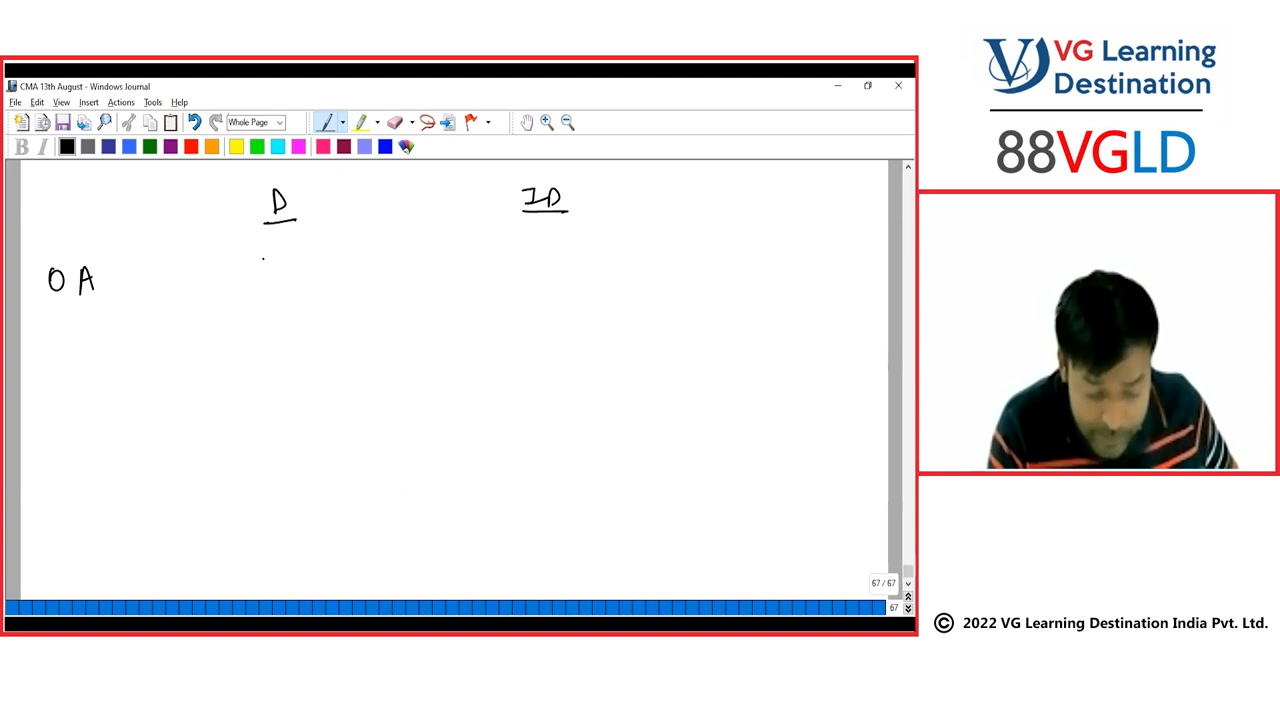 VG Learning
Destination
88VGLD
CMA 13th August - Windows Journal
File Edit View Insert Actions Tools Help
Whole Page
B I
D ID
O A
67 / 67
67
© 2022 VG Learning Destination India Pvt. Ltd.